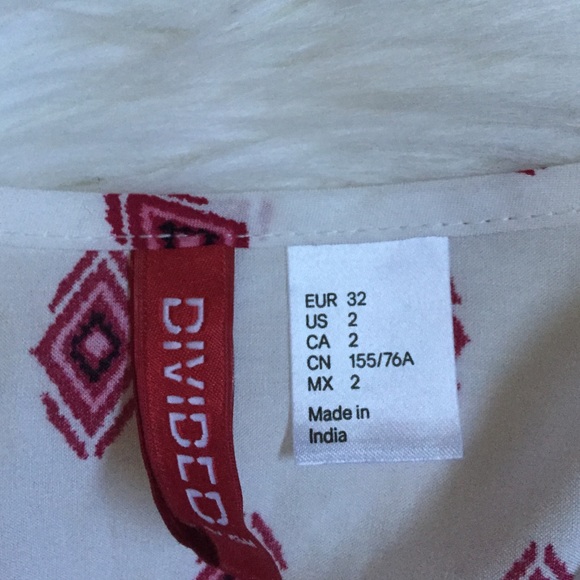 DIVIDED
EUR 32
US 2
CA 2
CN 155/76A
MX 2
Made in
India